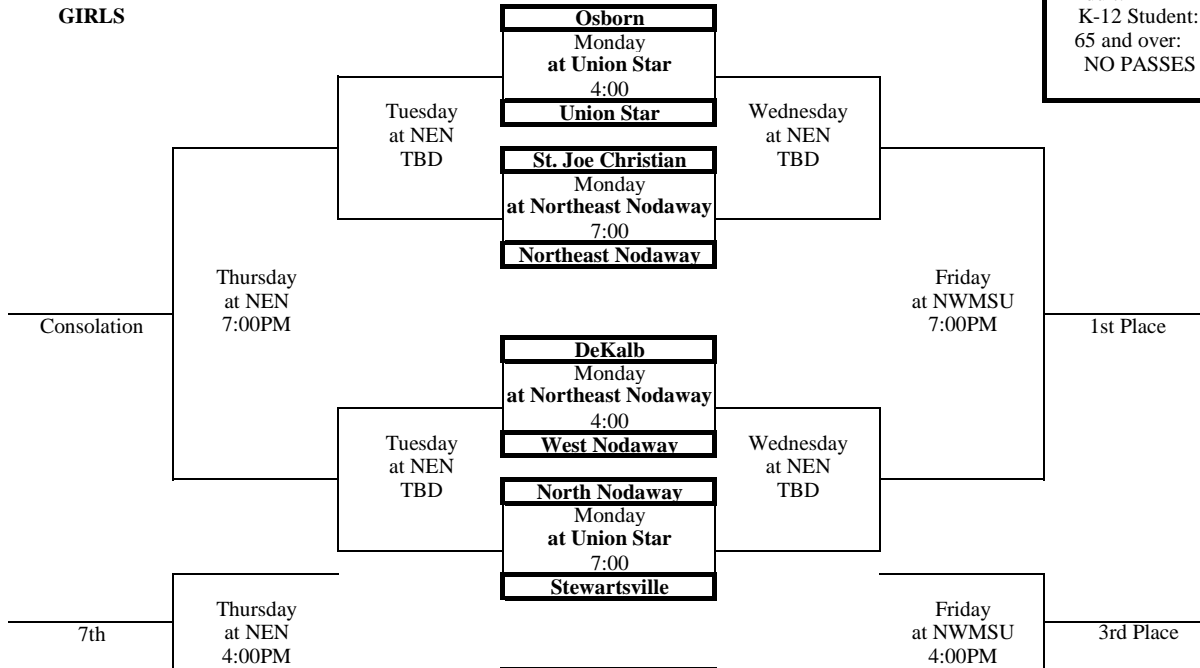 GIRLS
K-12 Student:
65 and over:
NO PASSES
Osborn
Monday
at Union Star
4:00
Union Star
Tuesday
at NEN
TBD
Wednesday
at NEN
TBD
St. Joe Christian
Monday
at Northeast Nodaway
7:00
Northeast Nodaway
Thursday
at NEN
7:00PM
Friday
at NWMSU
7:00PM
Consolation
1st Place
DeKalb
Monday
at Northeast Nodaway
4:00
West Nodaway
Tuesday
at NEN
TBD
Wednesday
at NEN
TBD
North Nodaway
Monday
at Union Star
7:00
Stewartsville
Thursday
at NEN
4:00PM
Friday
at NWMSU
4:00PM
7th
3rd Place